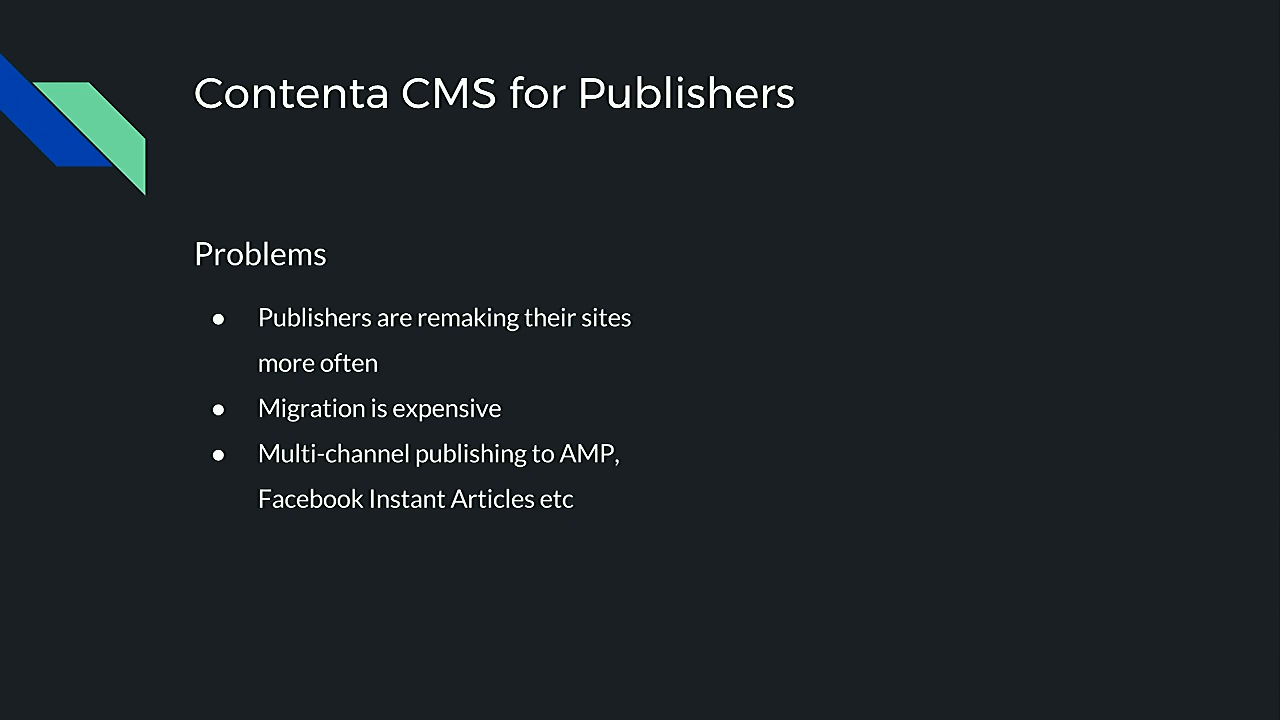 Contenta CMS for Publishers
Problems
● Publishers are remaking their sites
more often
● Migration is expensive
● Multi-channel publishing to AMP,
Facebook Instant Articles etc